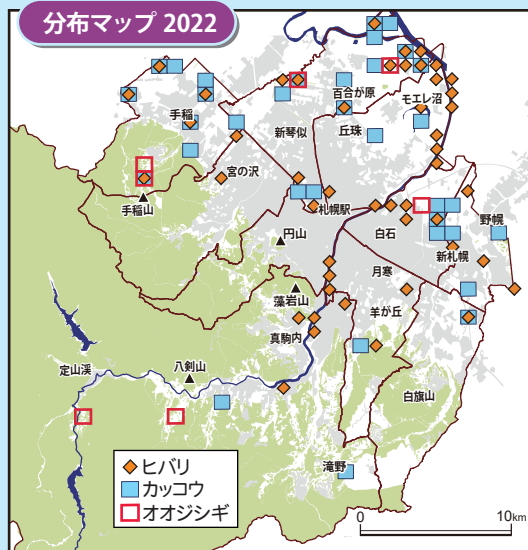 分布マップ 2022
百合が原
モエレ沼
手稲
新琴似
丘珠
宮の沢
手稲山
札幌駅
白石
野幌
円山
新札幌
月寒
藻岩山
羊が丘
真駒内
定山渓
八剣山
白旗山
滝野
ヒバリ
カッコウ
オオジシギ
0 10km